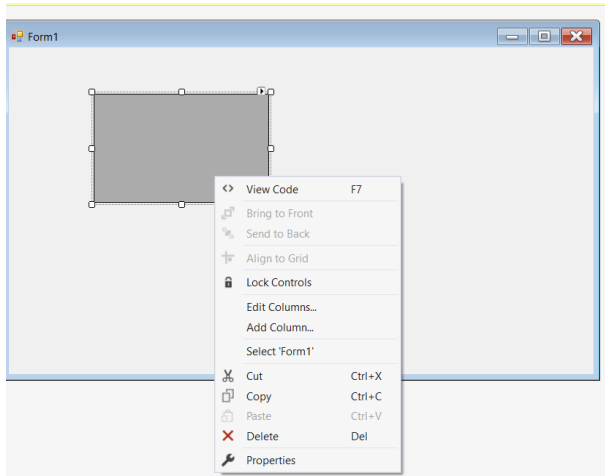 Form1
View Code F7
Bring to Front
Send to Back
Align to Grid
Lock Controls
Edit Columns...
Add Column...
Select 'Form1'
Cut Ctrl+X
Copy Ctrl+C
Paste Ctrl+V
Delete Del
Properties